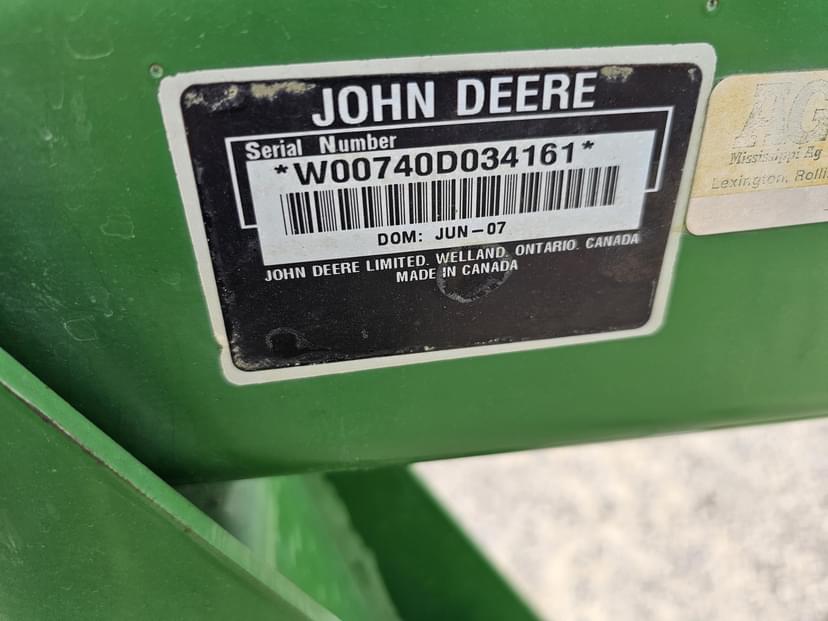 JOHN DEERE
Serial Number
*W00740D034161*
DOM: JUN-07
JOHN DEERE LIMITED. WELLAND. ONTARIO. CANADA
MADE IN CANADA
AG
Mississippi Ag
Lexington, Rolli